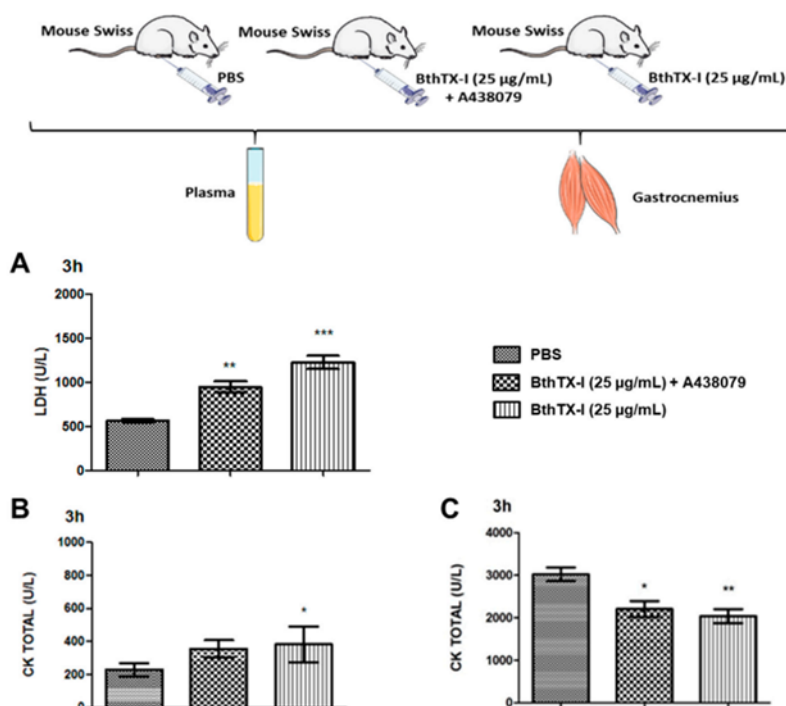 Mouse Swiss
PBS
Mouse Swiss
BthTX-I (25 µg/mL)
+ A438079
Mouse Swiss
BthTX-I (25 µg/mL)
Plasma
Gastrocnemius
A
3h
LDH (U/L)
2000
1500
1000
500
0
**
***
PBS
BthTX-I (25 µg/mL) + A438079
BthTX-I (25 µg/mL)
B
3h
CK TOTAL (U/L)
1000
800
600
400
200
0
*
C
3h
CK TOTAL (U/L)
4000
3000
2000
1000
0
*
**